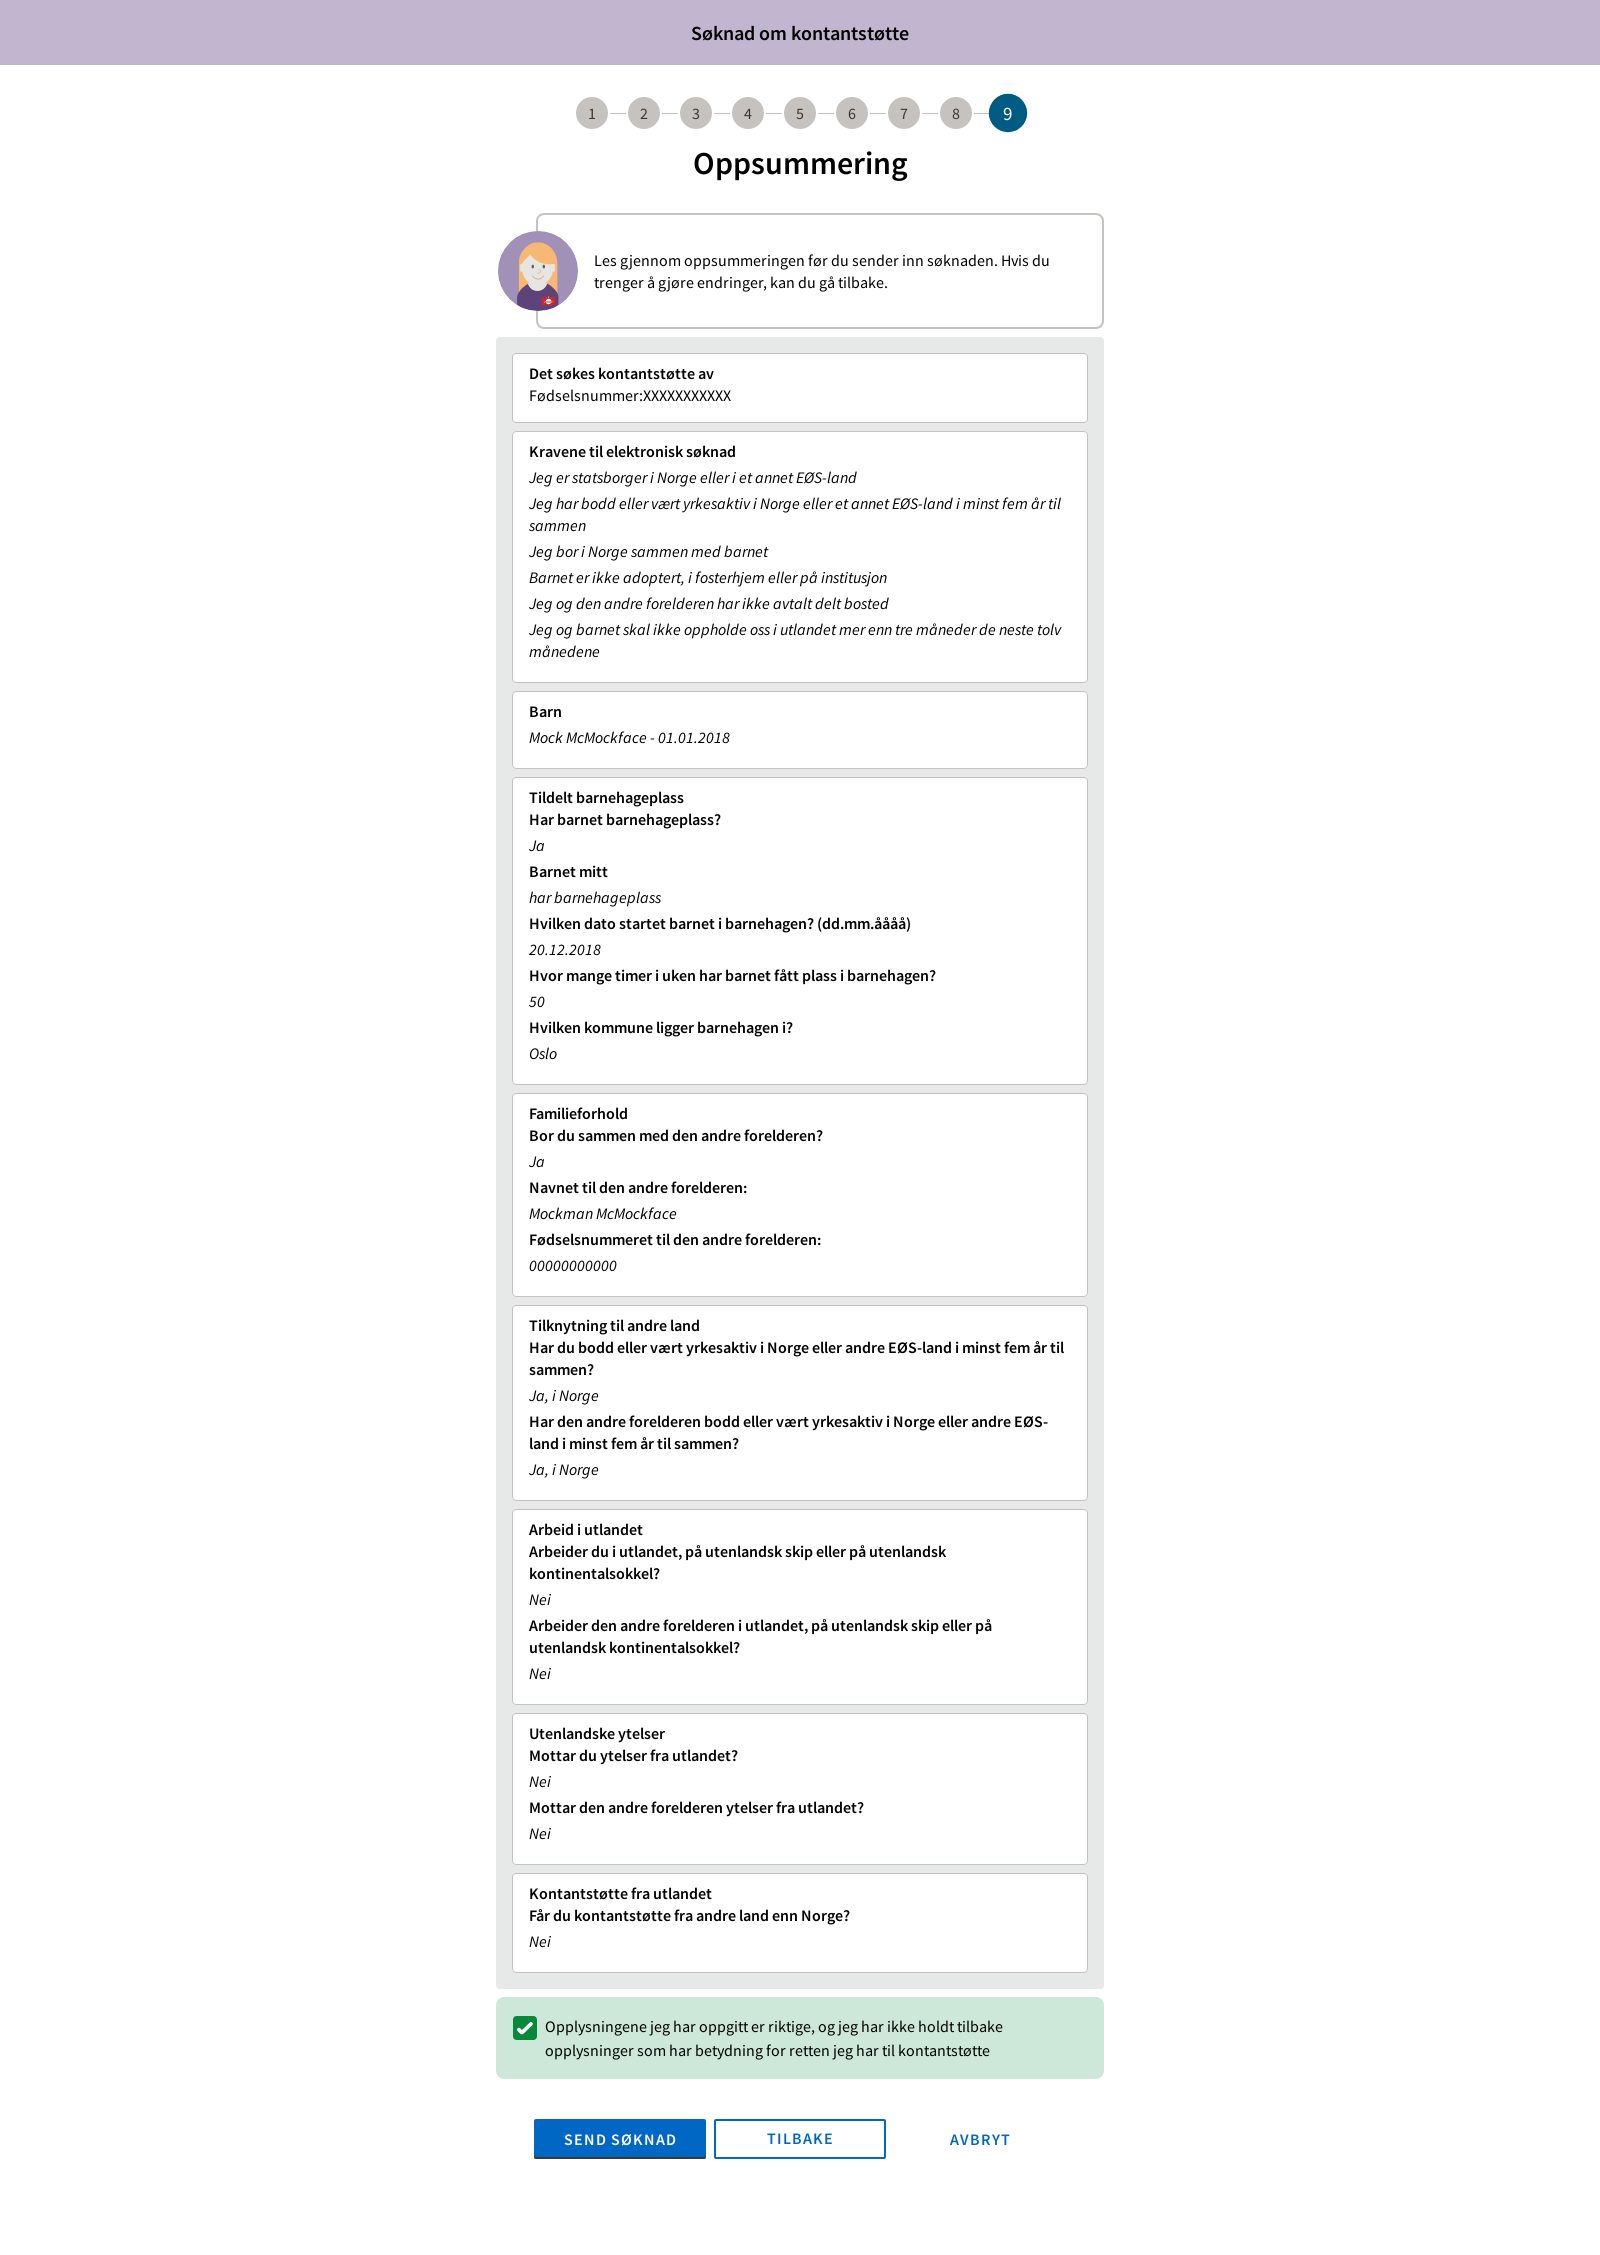 Søknad om kontantstøtte
1 2 3 4 5 6 7 8 9
Oppsummering
Les gjennom oppsummeringen før du sender inn søknaden. Hvis du
trenger å gjøre endringer, kan du gå tilbake.
Det søkes kontantstøtte av
Fødselsnummer:XXXXXXXXXXX
Kravene til elektronisk søknad
Jeg er statsborger i Norge eller i et annet EØS-land
Jeg har bodd eller vært yrkesaktiv i Norge eller et annet EØS-land i minst fem år til
sammen
Jeg bor i Norge sammen med barnet
Barnet er ikke adoptert, i fosterhjem eller på institusjon
Jeg og den andre forelderen har ikke avtalt delt bosted
Jeg og barnet skal ikke oppholde oss i utlandet mer enn tre måneder de neste tolv
månedene
Barn
Mock McMockface - 01.01.2018
Tildelt barnehageplass
Har barnet barnehageplass?
Ja
Barnet mitt
har barnehageplass
Hvilken dato startet barnet i barnehagen? (dd.mm.åååå)
20.12.2018
Hvor mange timer i uken har barnet fått plass i barnehagen?
50
Hvilken kommune ligger barnehagen i?
Oslo
Familieforhold
Bor du sammen med den andre forelderen?
Ja
Navnet til den andre forelderen:
Mockman McMockface
Fødselsnummeret til den andre forelderen:
00000000000
Tilknytning til andre land
Har du bodd eller vært yrkesaktiv i Norge eller andre EØS-land i minst fem år til
sammen?
Ja, i Norge
Har den andre forelderen bodd eller vært yrkesaktiv i Norge eller andre EØS-
land i minst fem år til sammen?
Ja, i Norge
Arbeid i utlandet
Arbeider du i utlandet, på utenlandsk skip eller på utenlandsk
kontinentalsokkel?
Nei
Arbeider den andre forelderen i utlandet, på utenlandsk skip eller på
utenlandsk kontinentalsokkel?
Nei
Utenlandske ytelser
Mottar du ytelser fra utlandet?
Nei
Mottar den andre forelderen ytelser fra utlandet?
Nei
Kontantstøtte fra utlandet
Får du kontantstøtte fra andre land enn Norge?
Nei
Opplysningene jeg har oppgitt er riktige, og jeg har ikke holdt tilbake
opplysninger som har betydning for retten jeg har til kontantstøtte
SEND SØKNAD TILBAKE AVBRYT